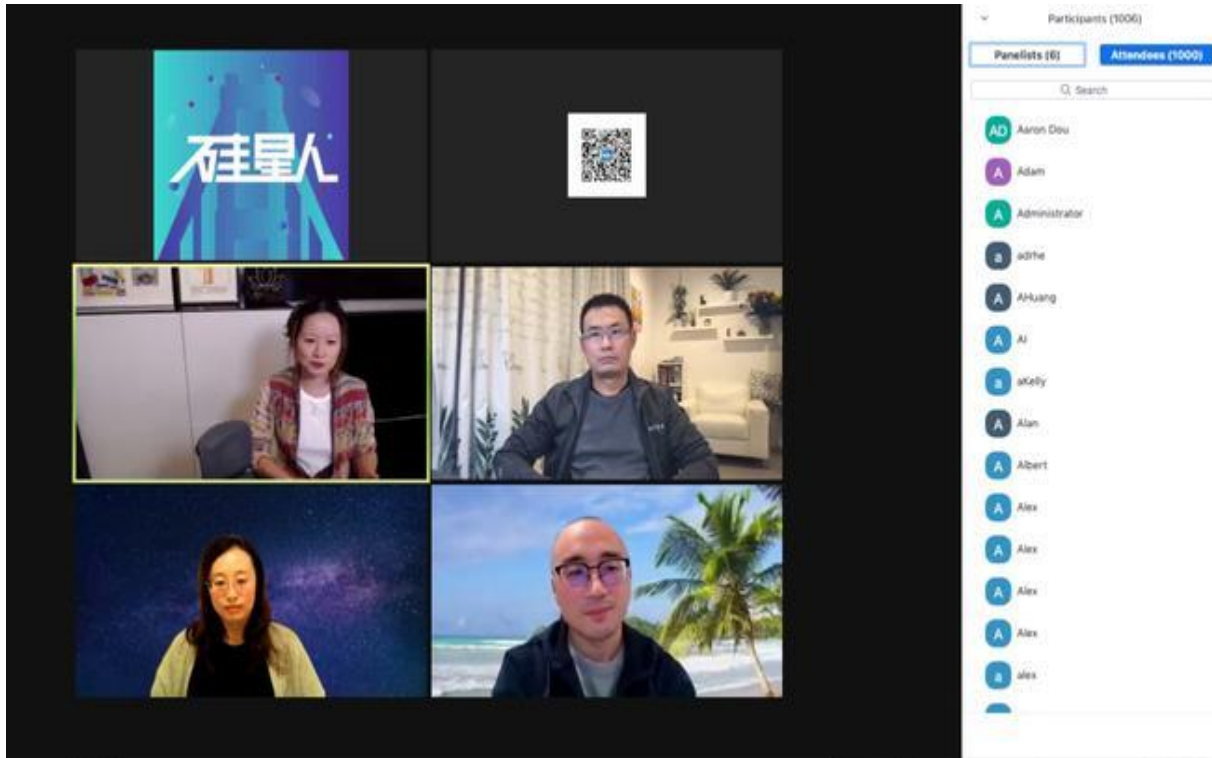 硅星人
Participants (1006)
Panelists (6)
Attendees (1000)
Search
AD Aaron Dou
A Adam
A Administrator
a adrhe
A AHuang
A Al
a aKelly
A Alan
A Albert
A Alex
A Alex
A Alex
A Alex
a alex